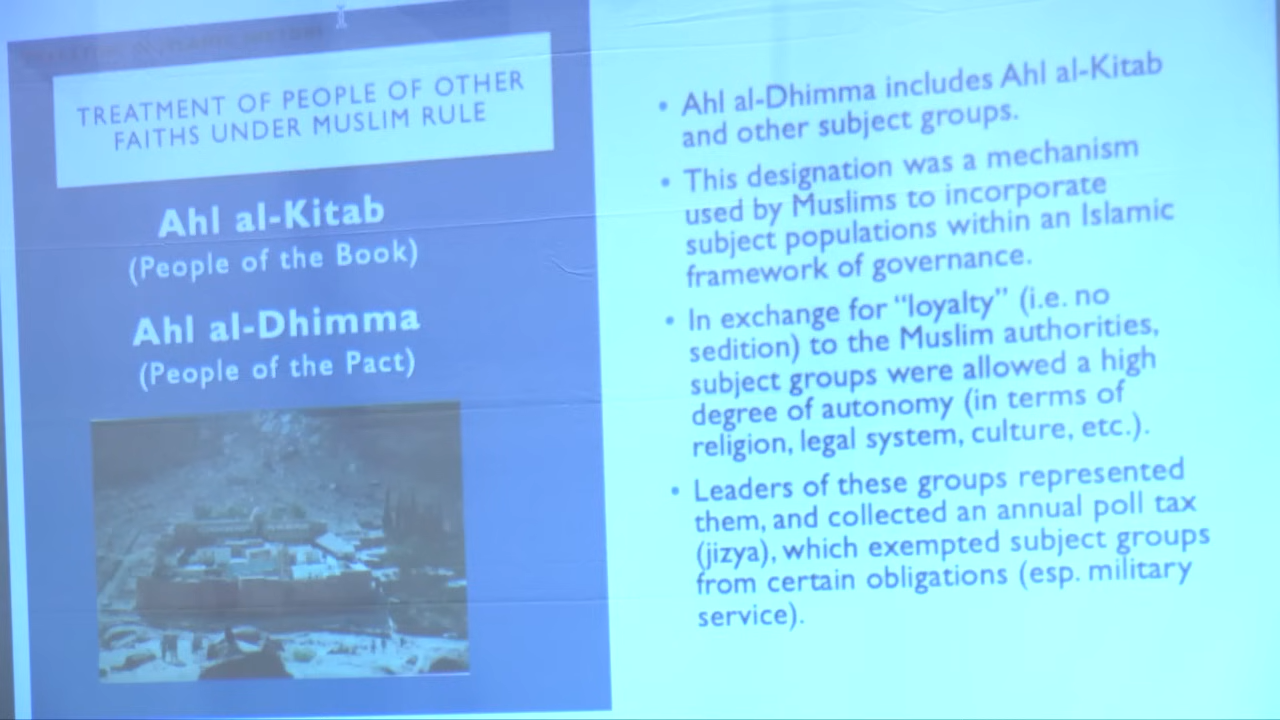 TREATMENT OF PEOPLE OF OTHER
FAITHS UNDER MUSLIM RULE
Ahl al-Kitab
(People of the Book)
Ahl al-Dhimma
(People of the Pact)
• Ahl al-Dhimma includes Ahl al-Kitab
and other subject groups.
• This designation was a mechanism
used by Muslims to incorporate
subject populations within an Islamic
framework of governance.
• In exchange for “loyalty” (i.e. no
sedition) to the Muslim authorities,
subject groups were allowed a high
degree of autonomy (in terms of
religion, legal system, culture, etc.).
• Leaders of these groups represented
them, and collected an annual poll tax
(jizya), which exempted subject groups
from certain obligations (esp. military
service).